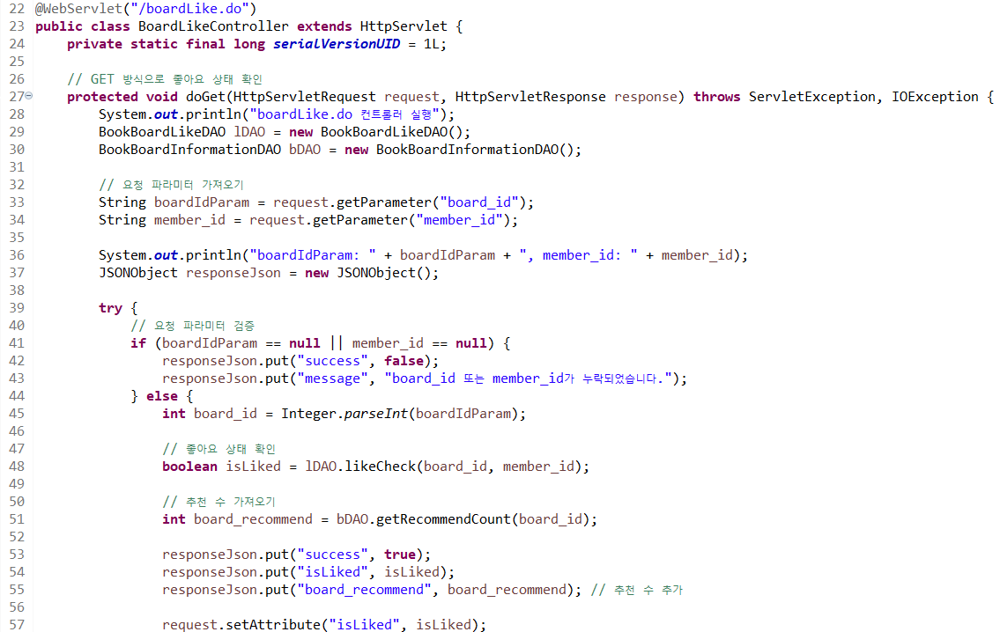 22 @WebServlet("/boardLike.do")
23 public class BoardLikeController extends HttpServlet {
24     private static final long serialVersionUID = 1L;
25
26     // GET 방식으로 좋아요 상태 확인
27     protected void doGet(HttpServletRequest request, HttpServletResponse response) throws ServletException, IOException {
28         System.out.println("boardLike.do 컨트롤러 실행");
29         BookBoardLikeDAO lDAO = new BookBoardLikeDAO();
30         BookBoardInformationDAO bDAO = new BookBoardInformationDAO();
31
32         // 요청 파라미터 가져오기
33         String boardIdParam = request.getParameter("board_id");
34         String member_id = request.getParameter("member_id");
35
36         System.out.println("boardIdParam: " + boardIdParam + ", member_id: " + member_id);
37         JSONObject responseJson = new JSONObject();
38
39         try {
40             // 요청 파라미터 검증
41             if (boardIdParam == null || member_id == null) {
42                 responseJson.put("success", false);
43                 responseJson.put("message", "board_id 또는 member_id가 누락되었습니다.");
44             } else {
45                 int board_id = Integer.parseInt(boardIdParam);
46
47                 // 좋아요 상태 확인
48                 boolean isLiked = lDAO.likeCheck(board_id, member_id);
49
50                 // 추천 수 가져오기
51                 int board_recommend = bDAO.getRecommendCount(board_id);
52
53                 responseJson.put("success", true);
54                 responseJson.put("isLiked", isLiked);
55                 responseJson.put("board_recommend", board_recommend); // 추천 수 추가
56
57                 request.setAttribute("isLiked", isLiked);